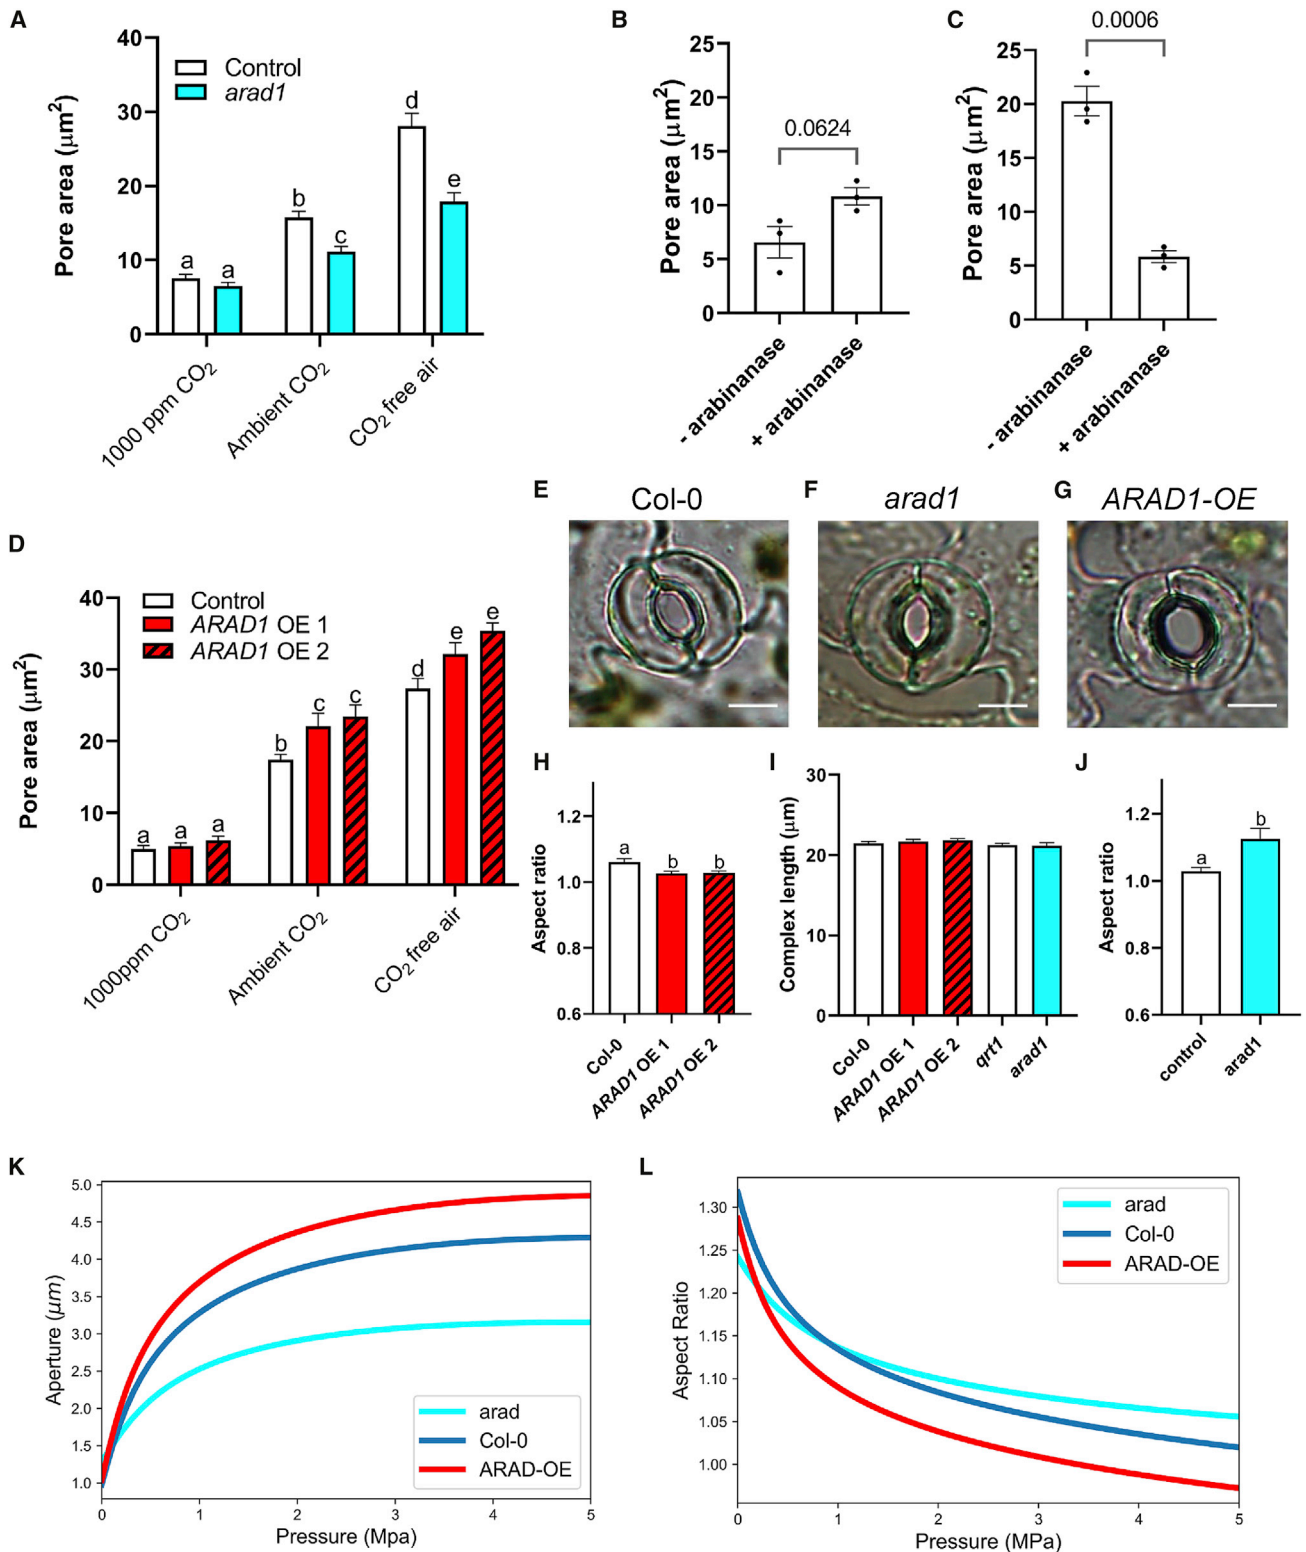 A
Pore area (μm²)
40
30
20
10
0
Control
arad1
a
a
b
c
d
e
1000 ppm CO₂
Ambient CO₂
CO₂ free air
B
Pore area (μm²)
25
20
15
10
5
0
0.0624
- arabinanase
+ arabinanase
C
Pore area (μm²)
25
20
15
10
5
0
0.0006
- arabinanase
+ arabinanase
D
Pore area (μm²)
40
30
20
10
0
Control
ARAD1 OE 1
ARAD1 OE 2
a
a
a
b
c
c
d
e
e
1000ppm CO₂
Ambient CO₂
CO₂ free air
E
Col-0
F
arad1
G
ARAD1-OE
H
Aspect ratio
1.2
1.0
0.8
0.6
a
b
b
Col-0
ARAD1 OE 1
ARAD1 OE 2
I
Complex length (μm)
30
20
10
0
Col-0
ARAD1 OE 1
ARAD1 OE 2
qrt1
arad1
J
Aspect ratio
1.2
1.0
0.8
0.6
a
b
control
arad1
K
Aperture (μm)
5.0
4.5
4.0
3.5
3.0
2.5
2.0
1.5
1.0
arad
Col-0
ARAD-OE
0 1 2 3 4 5
Pressure (Mpa)
L
Aspect Ratio
1.30
1.25
1.20
1.15
1.10
1.05
1.00
arad
Col-0
ARAD-OE
0 1 2 3 4 5
Pressure (MPa)